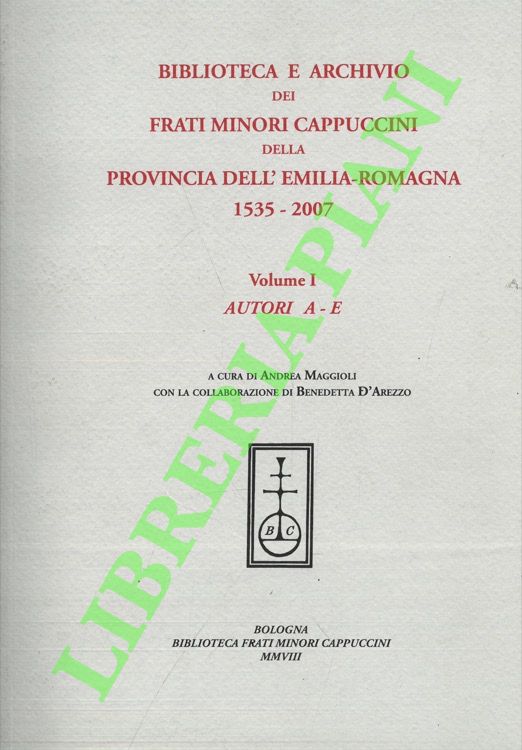 BIBLIOTECA E ARCHIVIO
DEI
FRATI MINORI CAPPUCCINI
DELLA
PROVINCIA DELL' EMILIA-ROMAGNA
1535 - 2007
Volume I
AUTORI A - E
A CURA DI ANDREA MAGGIOLI
CON LA COLLABORAZIONE DI BENEDETTA Đ'AREZZO
B C
BOLOGNA
BIBLIOTECA FRATI MINORI CAPPUCCINI
MMVIII
LIBRERIA PIANI